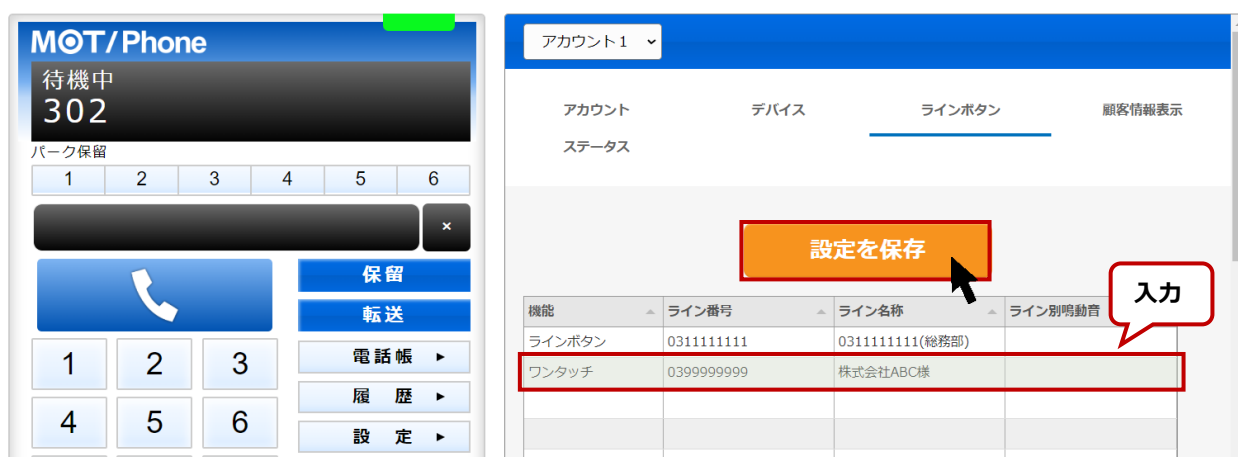 MOT/Phone
待機中
302
パーク保留
1 2 3 4 5 6
×
保留
転送
1 2 3
電話帳 ►
履 歴 ►
4 5 6
設 定 ►
アカウント1
アカウント デバイス ラインボタン 顧客情報表示
ステータス
設定を保存
入力
機能 ライン番号 ライン名称 ライン別鳴動音
ラインボタン 0311111111 0311111111(総務部)
ワンタッチ 0399999999 株式会社ABC様